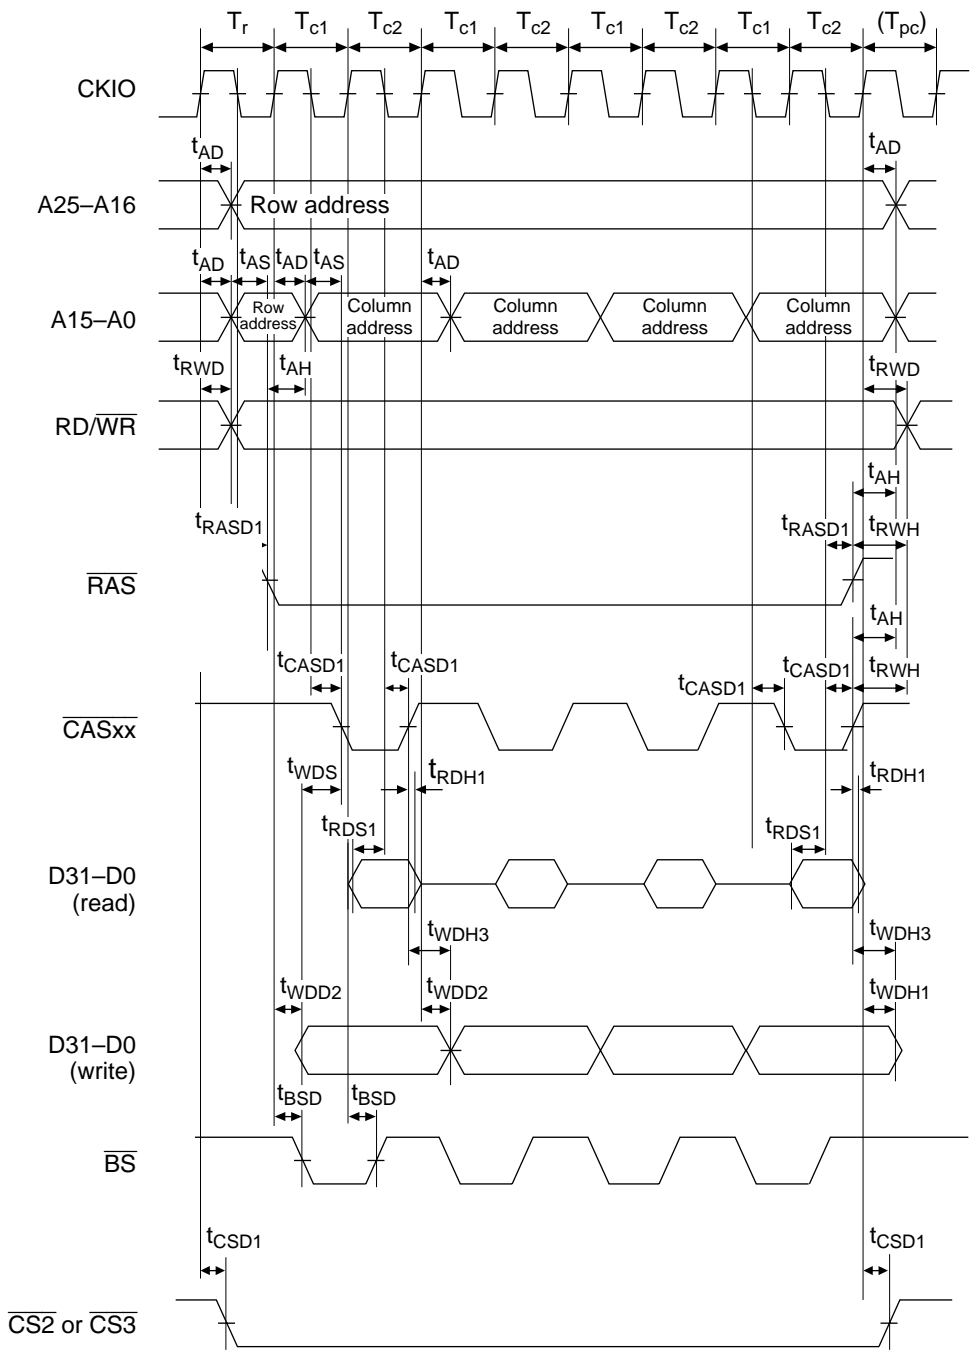 Tr Tc1 Tc2 Tc1 Tc2 Tc1 Tc2 Tc1 Tc2 (Tpc)
CKIO
tAD tAD
A25–A16 Row address
tAD tAS tAD tAS tAD
A15–A0 Row address Column address Column address Column address Column address
tRWD tAH tRWD
RD/WR
tAH
tRASD1 tRASD1 tRWH
RAS
tAH
tCASD1 tCASD1 tCASD1 tCASD1 tRWH
CASxx
tWDS tRDH1 tRDH1
tRDS1 tRDS1
D31–D0
(read)
tWDH3 tWDH3
tWDD2 tWDD2 tWDH1
D31–D0
(write)
tBSD tBSD
BS
tCSD1 tCSD1
CS2 or CS3